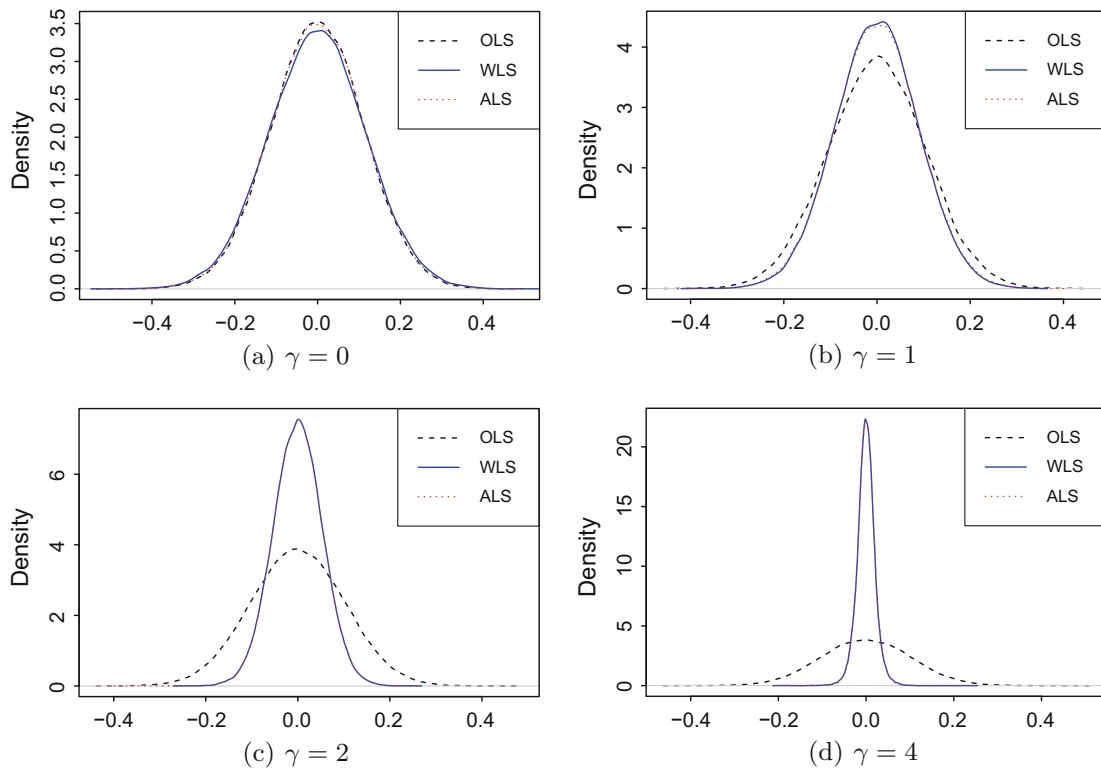 Density
0.0 0.5 1.0 1.5 2.0 2.5 3.0 3.5
OLS
WLS
ALS
−0.4 −0.2 0.0 0.2 0.4
(a) γ = 0
Density
0 2 4
OLS
WLS
ALS
−0.4 −0.2 0.0 0.2 0.4
(b) γ = 1
Density
0 2 4 6
OLS
WLS
ALS
−0.4 −0.2 0.0 0.2 0.4
(c) γ = 2
Density
0 5 10 15 20
OLS
WLS
ALS
−0.4 −0.2 0.0 0.2 0.4
(d) γ = 4